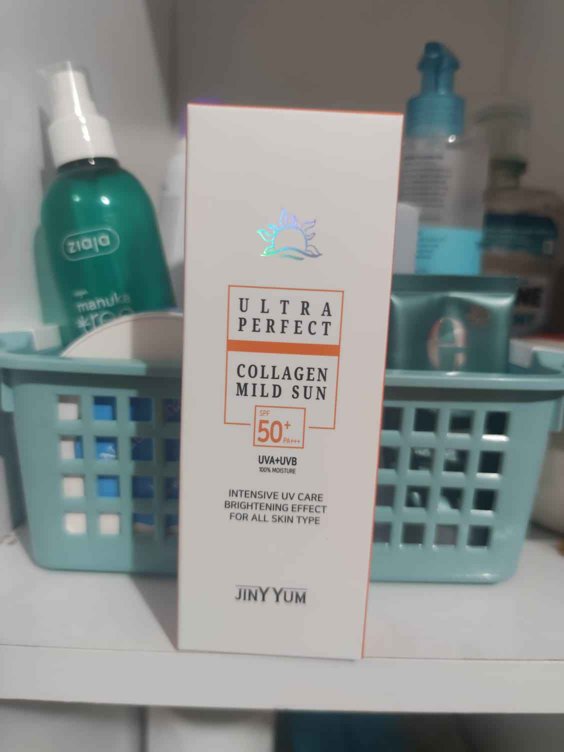 ziaja
manuka
ULTRA
PERFECT
COLLAGEN
MILD SUN
SPF
50+
PA+++
UVA+UVB
100% MOISTURE
INTENSIVE UV CARE
BRIGHTENING EFFECT
FOR ALL SKIN TYPE
JINY YUM